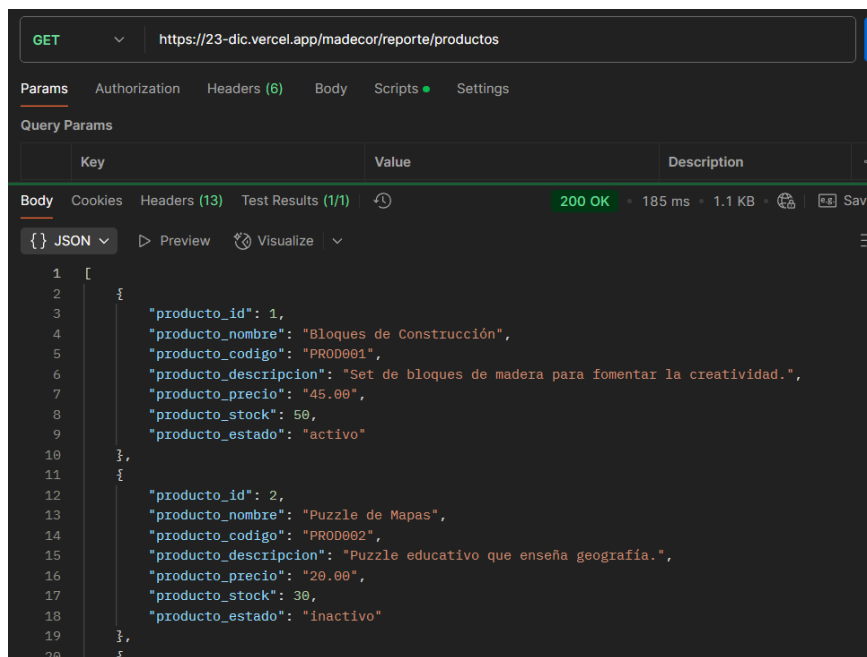 GET https://23-dic.vercel.app/madecor/reporte/productos
Params Authorization Headers (6) Body Scripts Settings
Query Params
Key Value Description
Body Cookies Headers (13) Test Results (1/1) 200 OK • 185 ms • 1.1 KB • e.g. Sav
{} JSON Preview Visualize
1 [
2 {
3 "producto_id": 1,
4 "producto_nombre": "Bloques de Construcción",
5 "producto_codigo": "PROD001",
6 "producto_descripcion": "Set de bloques de madera para fomentar la creatividad.",
7 "producto_precio": "45.00",
8 "producto_stock": 50,
9 "producto_estado": "activo"
10 },
11 {
12 "producto_id": 2,
13 "producto_nombre": "Puzzle de Mapas",
14 "producto_codigo": "PROD002",
15 "producto_descripcion": "Puzzle educativo que enseña geografía.",
16 "producto_precio": "20.00",
17 "producto_stock": 30,
18 "producto_estado": "inactivo"
19 },
20 {